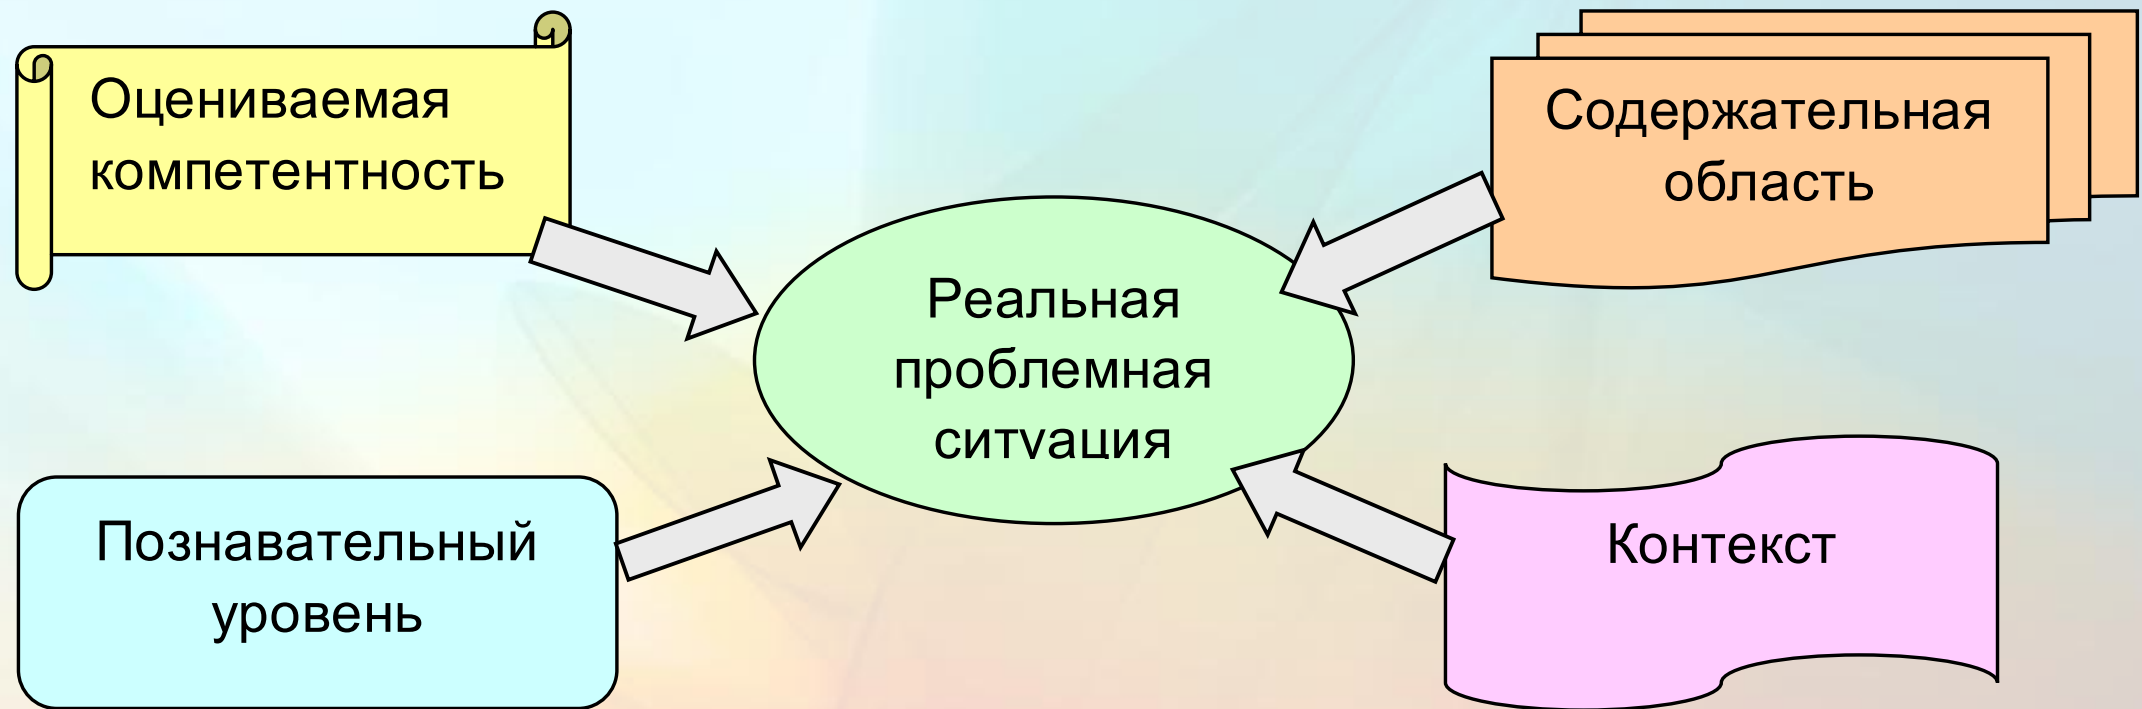 Оцениваемая
компетентность
Содержательная
область
Реальная
проблемная
ситуация
Познавательный
уровень
Контекст